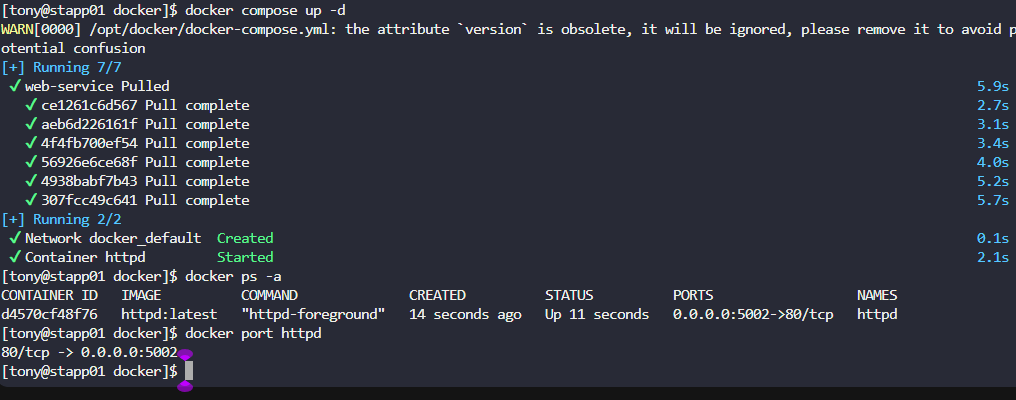 [tony@stapp01 docker]$ docker compose up -d
WARN[0000] /opt/docker/docker-compose.yml: the attribute `version` is obsolete, it will be ignored, please remove it to avoid p
otential confusion
[+] Running 7/7
✔ web-service Pulled 5.9s
✔ ce1261c6d567 Pull complete 2.7s
✔ aeb6d226161f Pull complete 3.1s
✔ 4f4fb700ef54 Pull complete 3.4s
✔ 56926e6ce68f Pull complete 4.0s
✔ 4938babf7b43 Pull complete 5.2s
✔ 307fcc49c641 Pull complete 5.7s
[+] Running 2/2
✔ Network docker_default Created 0.1s
✔ Container httpd Started 2.1s
[tony@stapp01 docker]$ docker ps -a
CONTAINER ID IMAGE COMMAND CREATED STATUS PORTS NAMES
d4570cf48f76 httpd:latest "httpd-foreground" 14 seconds ago Up 11 seconds 0.0.0.0:5002->80/tcp httpd
[tony@stapp01 docker]$ docker port httpd
80/tcp -> 0.0.0.0:5002
[tony@stapp01 docker]$